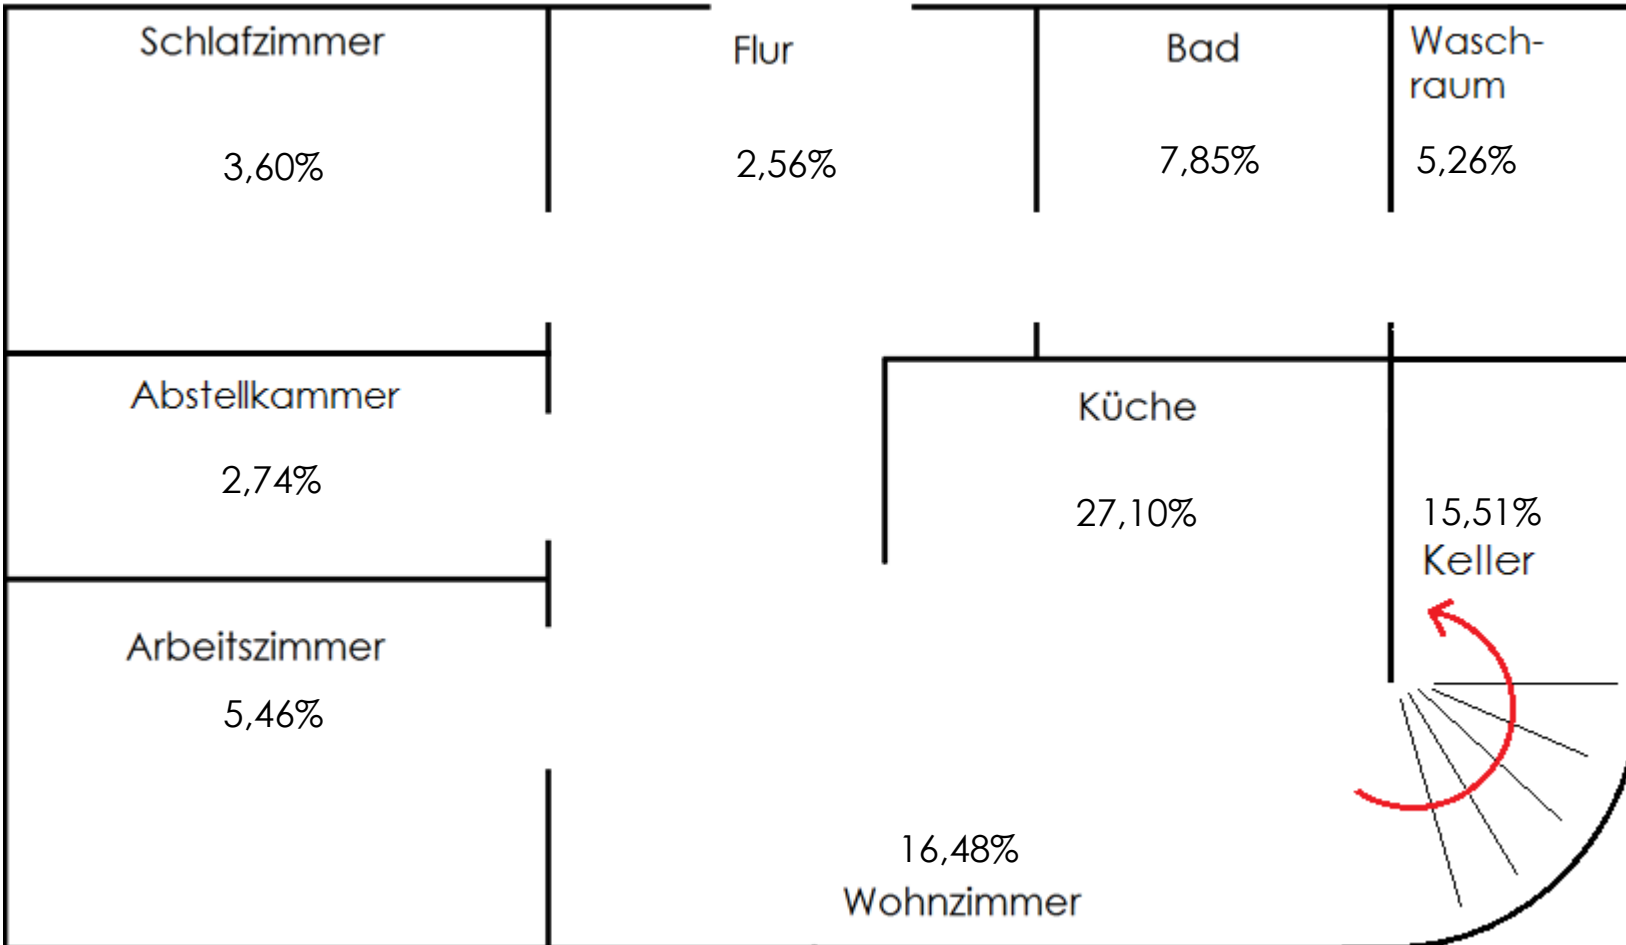 Schlafzimmer
3,60%
Flur
2,56%
Bad
7,85%
Wasch-
raum
5,26%
Abstellkammer
2,74%
Küche
27,10%
15,51%
Keller
Arbeitszimmer
5,46%
16,48%
Wohnzimmer